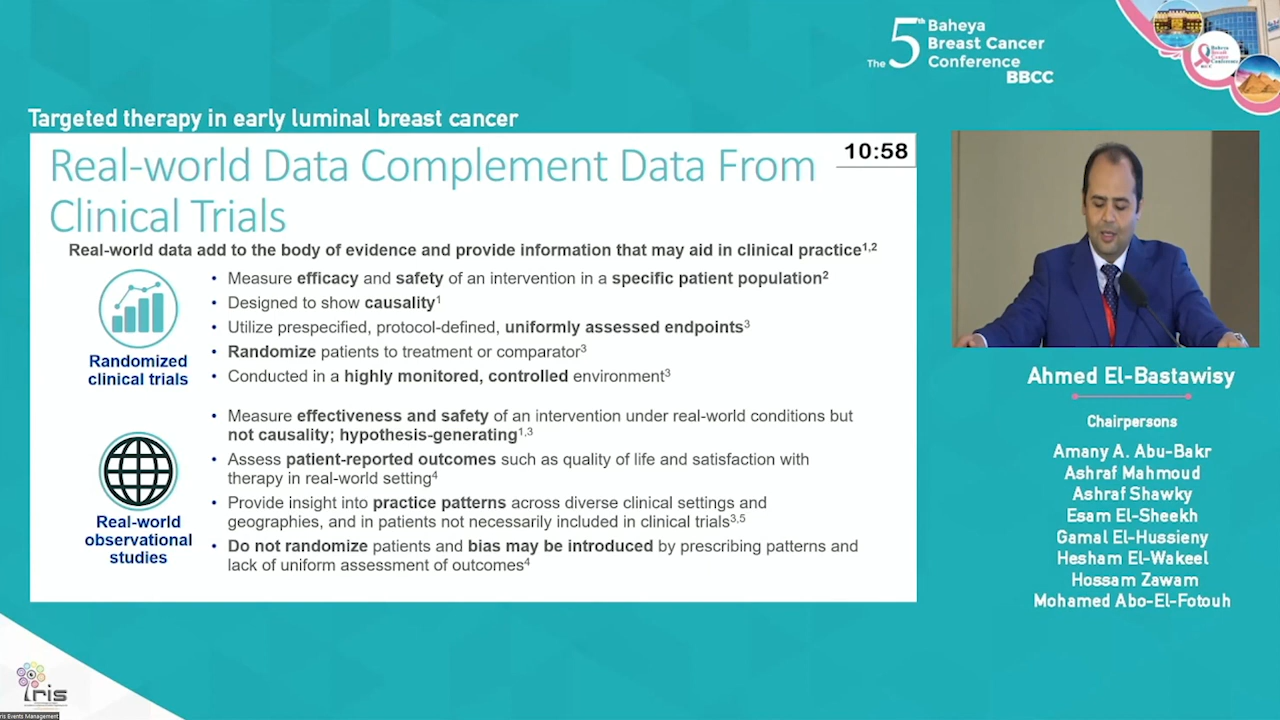 The 5th Baheya
Breast Cancer
Conference
BBCC
Targeted therapy in early luminal breast cancer
Real-world Data Complement Data From
Clinical Trials
10:58
Real-world data add to the body of evidence and provide information that may aid in clinical practice1,2
Randomized
clinical trials
• Measure efficacy and safety of an intervention in a specific patient population2
• Designed to show causality1
• Utilize prespecified, protocol-defined, uniformly assessed endpoints3
• Randomize patients to treatment or comparator3
• Conducted in a highly monitored, controlled environment3
Real-world
observational
studies
• Measure effectiveness and safety of an intervention under real-world conditions but
not causality; hypothesis-generating1,3
• Assess patient-reported outcomes such as quality of life and satisfaction with
therapy in real-world setting4
• Provide insight into practice patterns across diverse clinical settings and
geographies, and in patients not necessarily included in clinical trials3,5
• Do not randomize patients and bias may be introduced by prescribing patterns and
lack of uniform assessment of outcomes4
Ahmed El-Bastawisy
Chairpersons
Amany A. Abu-Bakr
Ashraf Mahmoud
Ashraf Shawky
Esam El-Sheekh
Gamal El-Hussieny
Hesham El-Wakeel
Hossam Zawam
Mohamed Abo-El-Fotouh
Iris
Iris Events Management